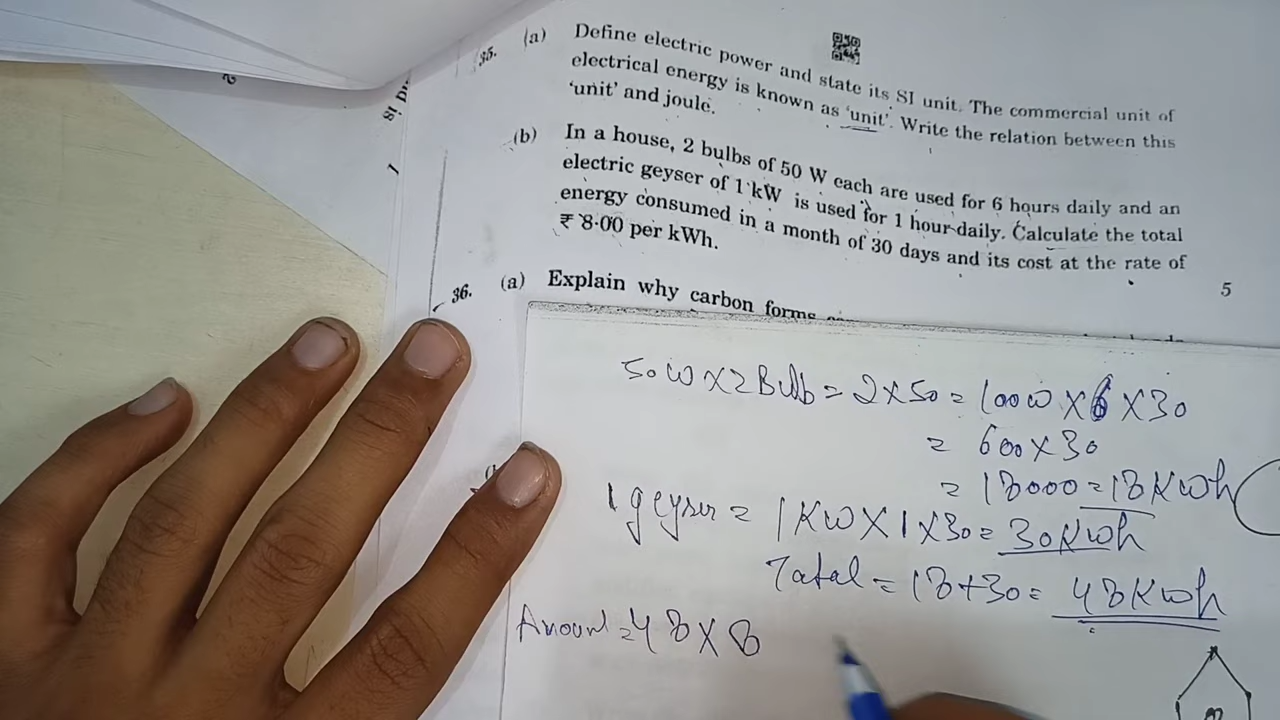 35. (a) Define electric power and state its SI unit. The commercial unit of
electrical energy is known as 'unit'. Write the relation between this
'unit' and joule.
(b) In a house, 2 bulbs of 50 W each are used for 6 hours daily and an
electric geyser of 1 kW is used for 1 hour daily. Calculate the total
energy consumed in a month of 30 days and its cost at the rate of
₹ 8·00 per kWh.
5
36. (a) Explain why carbon forms
50W×2Bulb = 2×50 = 100W × 6 × 30
= 600×30
= 18000 = 18Kwh
1 geyser = 1KW×1×30 = 30Kwh
Total = 18+30 = 48Kwh
Amount = 48×8